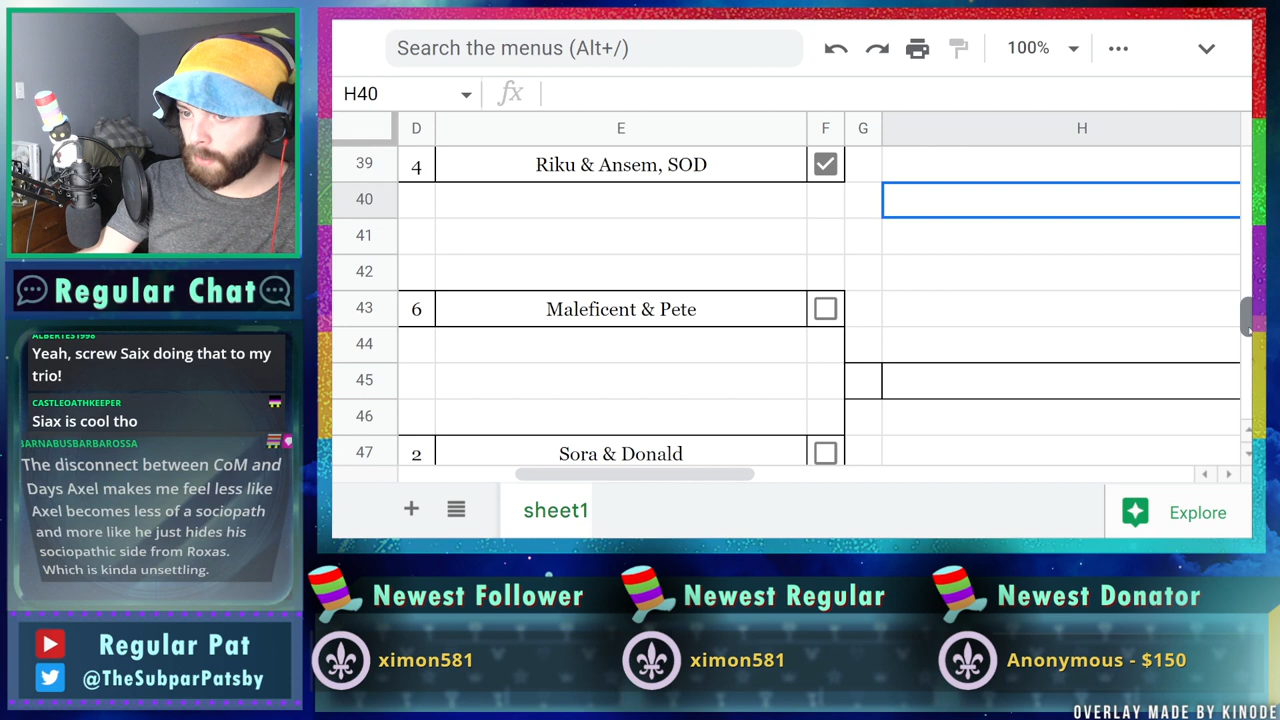 Search the menus (Alt+/)
100%
H40
fx
D E F G H
39 4 Riku & Ansem, SOD
40
41
42
43 6 Maleficent & Pete
44
45
46
47 2 Sora & Donald
sheet1
Explore
Regular Chat
ALBERTES1998
Yeah, screw Saix doing that to my
trio!
CASTLEOATHKEEPER
Siax is cool tho
BARNABUSBARBAROSSA
The disconnect between CoM and
Days Axel makes me feel less like
Axel becomes less of a sociopath
and more like he just hides his
sociopathic side from Roxas.
Which is kinda unsettling.
Regular Pat
@TheSubparPatsby
Newest Follower
ximon581
Newest Regular
ximon581
Newest Donator
Anonymous - $150
OVERLAY MADE BY KINODE